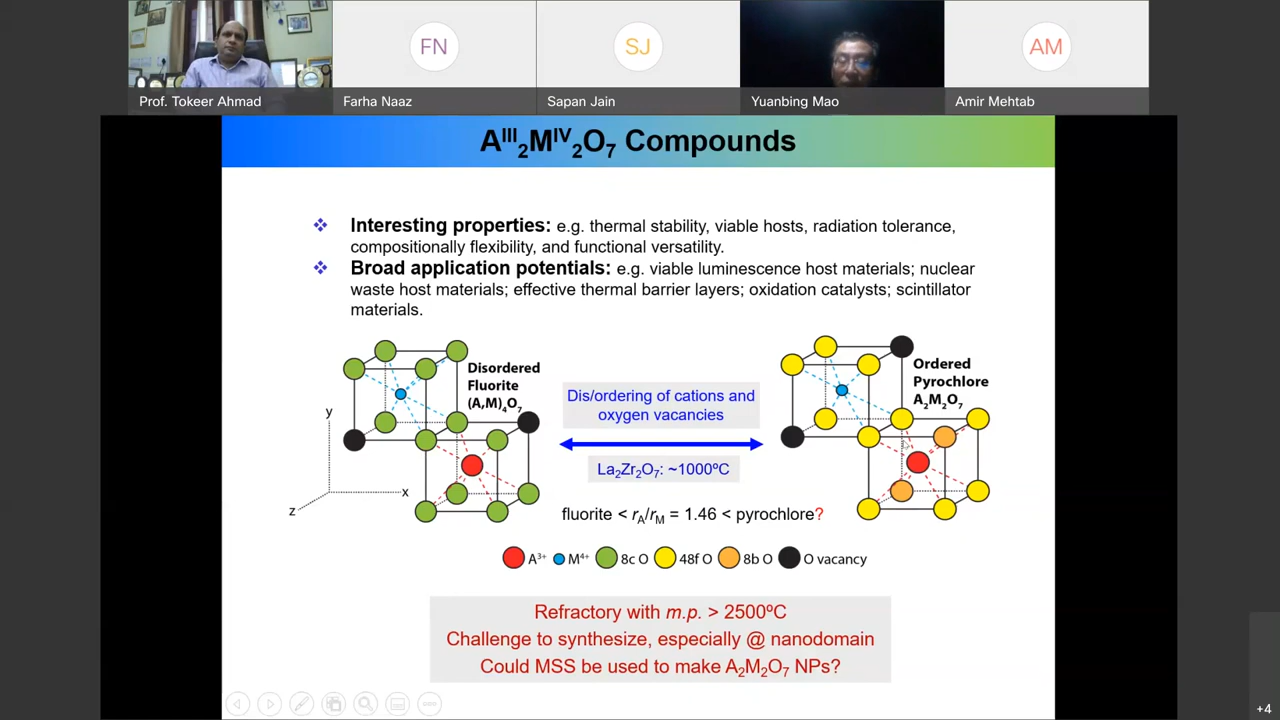 FN
SJ
AM
Prof. Tokeer Ahmad
Farha Naaz
Sapan Jain
Yuanbing Mao
Amir Mehtab
Aᴵᴵᴵ₂Mᴵⱽ₂O₇ Compounds
❖ Interesting properties: e.g. thermal stability, viable hosts, radiation tolerance,
compositionally flexibility, and functional versatility.
❖ Broad application potentials: e.g. viable luminescence host materials; nuclear
waste host materials; effective thermal barrier layers; oxidation catalysts; scintillator
materials.
Disordered
Fluorite
(A,M)₄O₇
y
x
z
Dis/ordering of cations and
oxygen vacancies
La₂Zr₂O₇: ~1000ºC
Ordered
Pyrochlore
A₂M₂O₇
fluorite < rA/rM = 1.46 < pyrochlore?
A³⁺ M⁴⁺ 8c O 48f O 8b O O vacancy
Refractory with m.p. > 2500ºC
Challenge to synthesize, especially @ nanodomain
Could MSS be used to make A₂M₂O₇ NPs?
+4